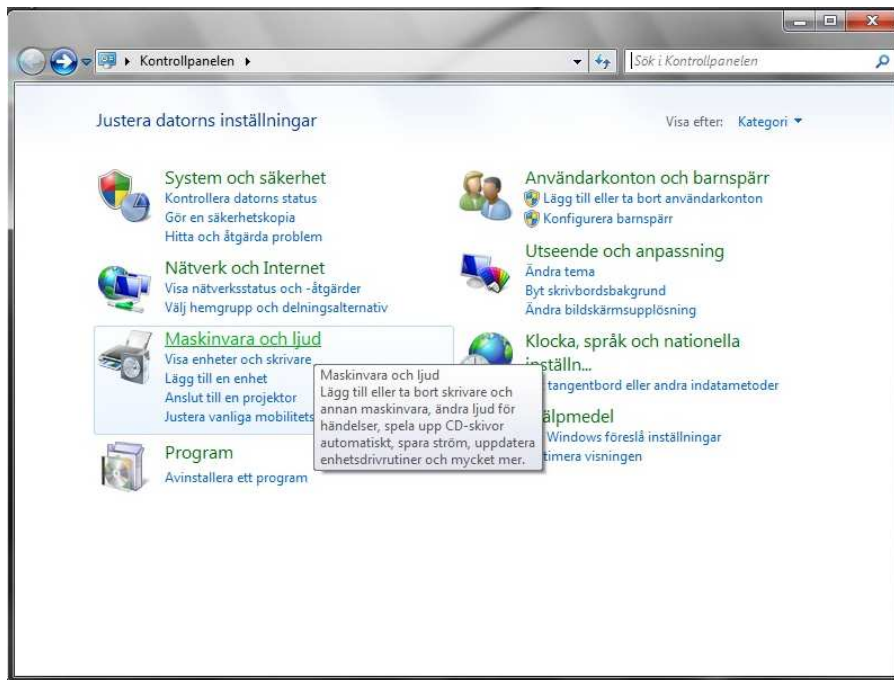 Kontrollpanelen
Sök i Kontrollpanelen
Justera datorns inställningar
Visa efter: Kategori
System och säkerhet
Kontrollera datorns status
Gör en säkerhetskopia
Hitta och åtgärda problem
Nätverk och Internet
Visa nätverksstatus och -åtgärder
Välj hemgrupp och delningsalternativ
Maskinvara och ljud
Visa enheter och skrivare
Lägg till en enhet
Anslut till en projektor
Justera vanliga mobilitets
Program
Avinstallera ett program
Maskinvara och ljud
Lägg till eller ta bort skrivare och
annan maskinvara, ändra ljud för
händelser, spela upp CD-skivor
automatiskt, spara ström, uppdatera
enhetsdrivrutiner och mycket mer.
Användarkonton och barnspärr
Lägg till eller ta bort användarkonton
Konfigurera barnspärr
Utseende och anpassning
Ändra tema
Byt skrivbordsbakgrund
Ändra bildskärmsupplösning
Klocka, språk och nationella
inställn...
tangentbord eller andra indatametoder
älpmedel
Windows föreslå inställningar
timera visningen